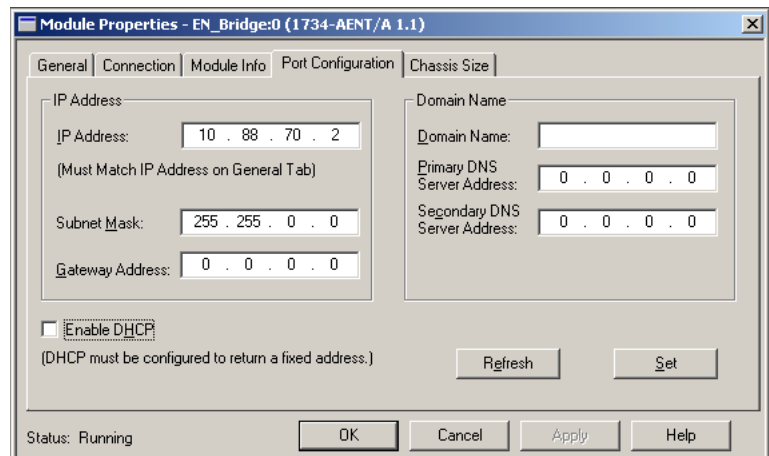 Module Properties - EN_Bridge:0 (1734-AENT/A 1.1)
General Connection Module Info Port Configuration Chassis Size
IP Address
IP Address: 10 . 88 . 70 . 2
(Must Match IP Address on General Tab)
Subnet Mask: 255 . 255 . 0 . 0
Gateway Address: 0 . 0 . 0 . 0
Domain Name
Domain Name:
Primary DNS
Server Address: 0 . 0 . 0 . 0
Secondary DNS
Server Address: 0 . 0 . 0 . 0
Enable DHCP
(DHCP must be configured to return a fixed address.)
Refresh Set
Status: Running
OK Cancel Apply Help